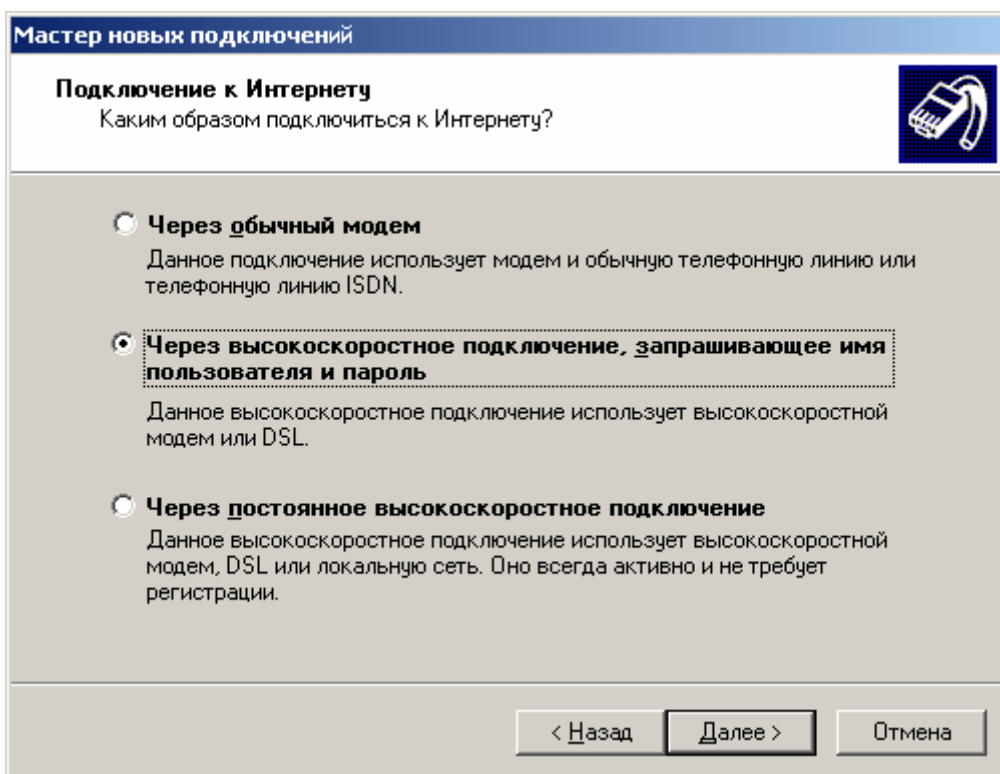 Мастер новых подключений
Подключение к Интернету
Каким образом подключиться к Интернету?
Через обычный модем
Данное подключение использует модем и обычную телефонную линию или
телефонную линию ISDN.
Через высокоскоростное подключение, запрашивающее имя
пользователя и пароль
Данное высокоскоростное подключение использует высокоскоростной
модем или DSL.
Через постоянное высокоскоростное подключение
Данное высокоскоростное подключение использует высокоскоростной
модем, DSL или локальную сеть. Оно всегда активно и не требует
регистрации.
< Назад Далее > Отмена